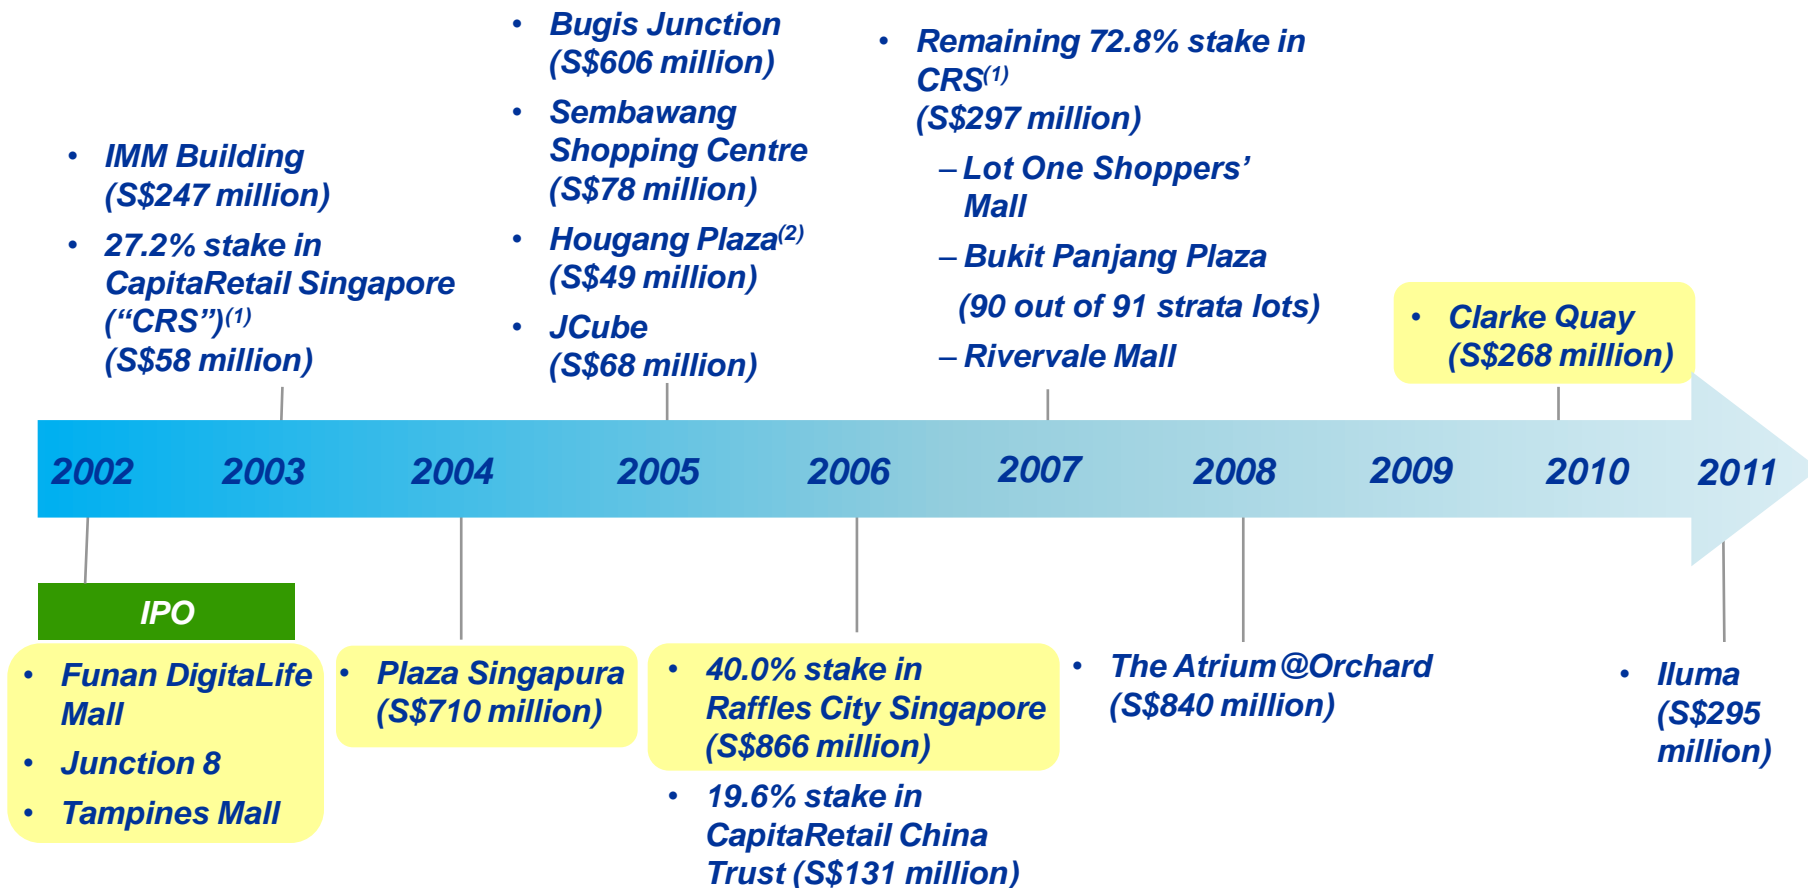 • IMM Building
(S$247 million)
• 27.2% stake in
CapitaRetail Singapore
(“CRS”)(1)
(S$58 million)
• Bugis Junction
(S$606 million)
• Sembawang
Shopping Centre
(S$78 million)
• Hougang Plaza(2)
(S$49 million)
• JCube
(S$68 million)
• Remaining 72.8% stake in
CRS(1)
(S$297 million)
– Lot One Shoppers’
Mall
– Bukit Panjang Plaza
(90 out of 91 strata lots)
– Rivervale Mall
• Clarke Quay
(S$268 million)
2002 2003 2004 2005 2006 2007 2008 2009 2010 2011
IPO
• Funan DigitaLife
Mall
• Junction 8
• Tampines Mall
• Plaza Singapura
(S$710 million)
• 40.0% stake in
Raffles City Singapore
(S$866 million)
• 19.6% stake in
CapitaRetail China
Trust (S$131 million)
• The Atrium@Orchard
(S$840 million)
• Iluma
(S$295
million)